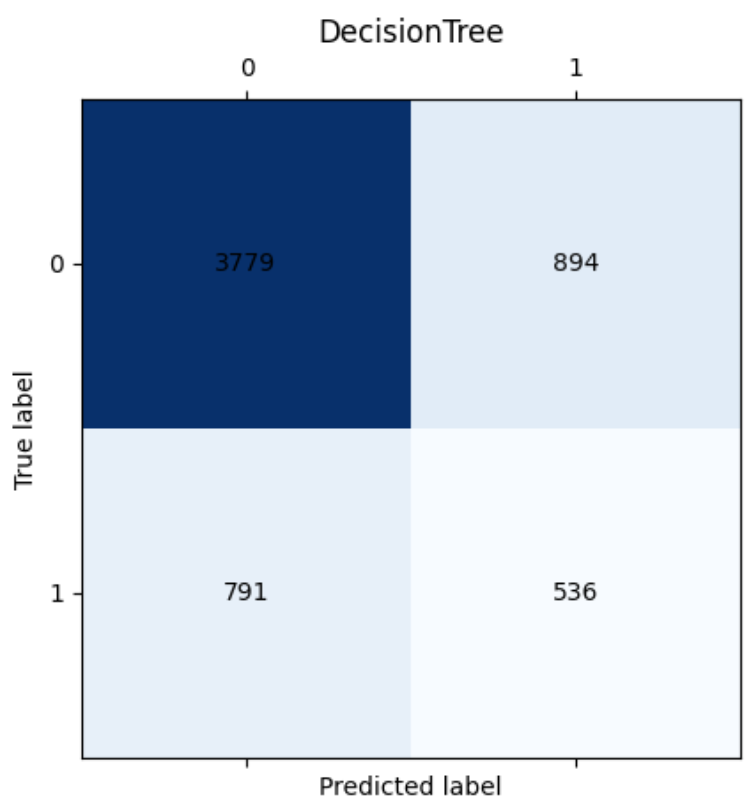 DecisionTree
0 1
0 3779 894
True label
1 791 536
Predicted label